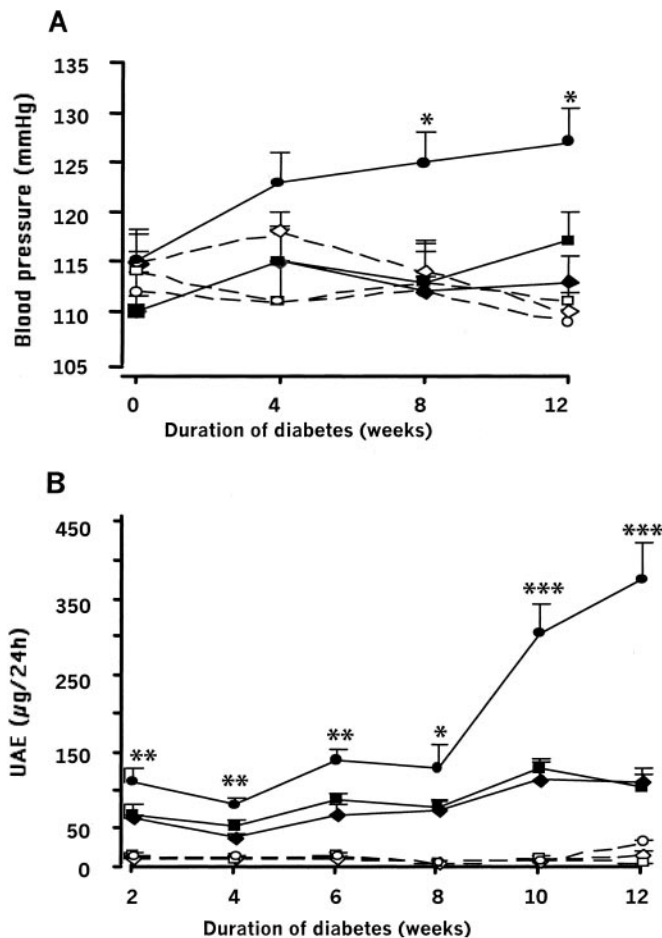 A
135
130
125
120
115
110
105
Blood pressure (mmHg)
*
*
0 4 8 12
Duration of diabetes (weeks)
B
450
350
250
150
50
0
UAE (µg/24h)
**
**
**
*
***
***
2 4 6 8 10 12
Duration of diabetes (weeks)